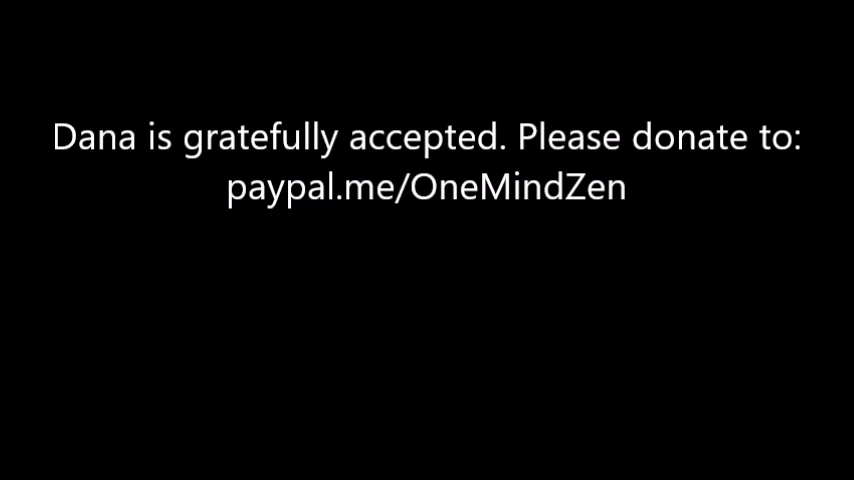 Dana is gratefully accepted. Please donate to:
paypal.me/OneMindZen